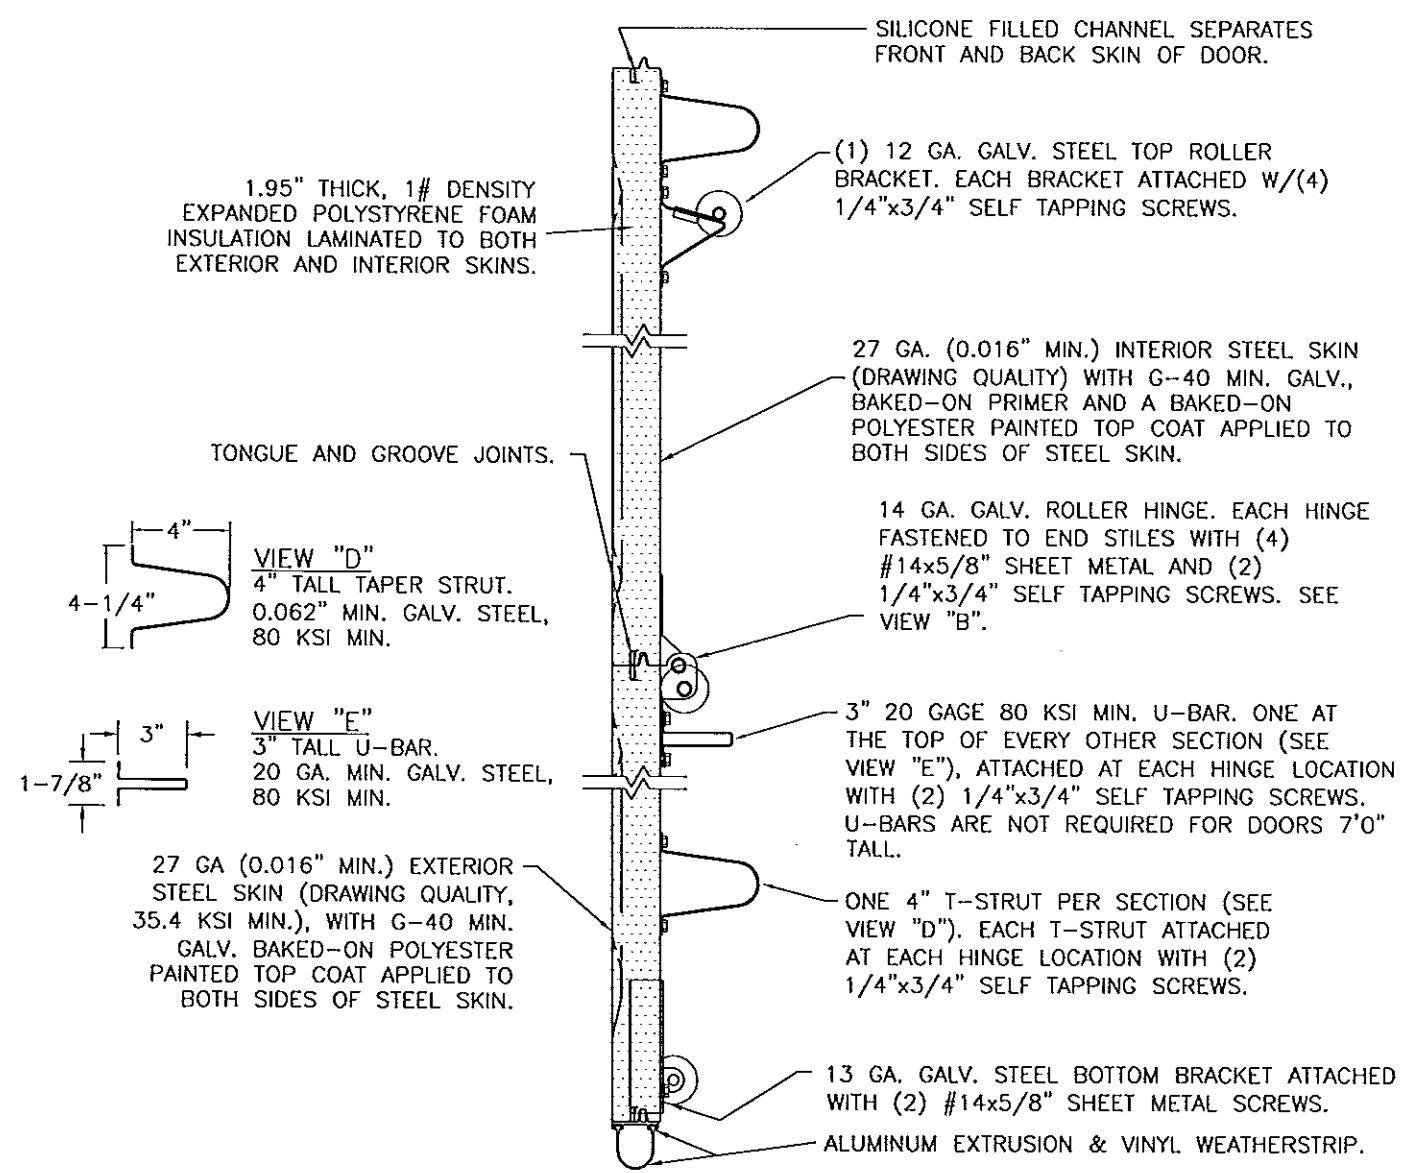 SILICONE FILLED CHANNEL SEPARATES
FRONT AND BACK SKIN OF DOOR.
(1) 12 GA. GALV. STEEL TOP ROLLER
BRACKET. EACH BRACKET ATTACHED W/(4)
1/4"x3/4" SELF TAPPING SCREWS.
1.95" THICK, 1# DENSITY
EXPANDED POLYSTYRENE FOAM
INSULATION LAMINATED TO BOTH
EXTERIOR AND INTERIOR SKINS.
27 GA. (0.016" MIN.) INTERIOR STEEL SKIN
(DRAWING QUALITY) WITH G-40 MIN. GALV.,
BAKED-ON PRIMER AND A BAKED-ON
POLYESTER PAINTED TOP COAT APPLIED TO
BOTH SIDES OF STEEL SKIN.
TONGUE AND GROOVE JOINTS.
14 GA. GALV. ROLLER HINGE. EACH HINGE
FASTENED TO END STILES WITH (4)
#14x5/8" SHEET METAL AND (2)
1/4"x3/4" SELF TAPPING SCREWS. SEE
VIEW "B".
4"
4-1/4"
VIEW "D"
4" TALL TAPER STRUT.
0.062" MIN. GALV. STEEL,
80 KSI MIN.
3"
1-7/8"
VIEW "E"
3" TALL U-BAR.
20 GA. MIN. GALV. STEEL,
80 KSI MIN.
3" 20 GAGE 80 KSI MIN. U-BAR. ONE AT
THE TOP OF EVERY OTHER SECTION (SEE
VIEW "E"), ATTACHED AT EACH HINGE LOCATION
WITH (2) 1/4"x3/4" SELF TAPPING SCREWS.
U-BARS ARE NOT REQUIRED FOR DOORS 7'0"
TALL.
27 GA (0.016" MIN.) EXTERIOR
STEEL SKIN (DRAWING QUALITY,
35.4 KSI MIN.), WITH G-40 MIN.
GALV. BAKED-ON POLYESTER
PAINTED TOP COAT APPLIED TO
BOTH SIDES OF STEEL SKIN.
ONE 4" T-STRUT PER SECTION (SEE
VIEW "D"). EACH T-STRUT ATTACHED
AT EACH HINGE LOCATION WITH (2)
1/4"x3/4" SELF TAPPING SCREWS.
13 GA. GALV. STEEL BOTTOM BRACKET ATTACHED
WITH (2) #14x5/8" SHEET METAL SCREWS.
ALUMINUM EXTRUSION & VINYL WEATHERSTRIP.